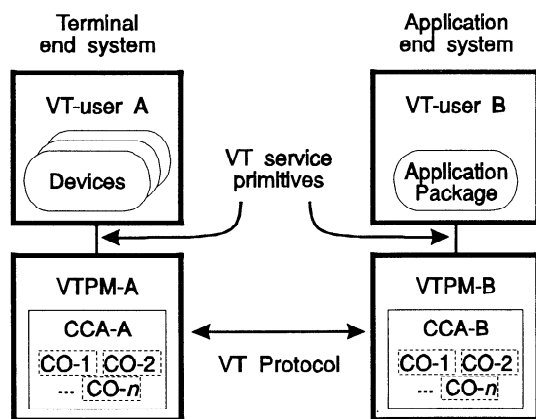 Terminal
end system
Application
end system
VT-user A
Devices
VT service
primitives
VT-user B
Application
Package
VTPM-A
CCA-A
CO-1 CO-2
... CO-n
VT Protocol
VTPM-B
CCA-B
CO-1 CO-2
... CO-n